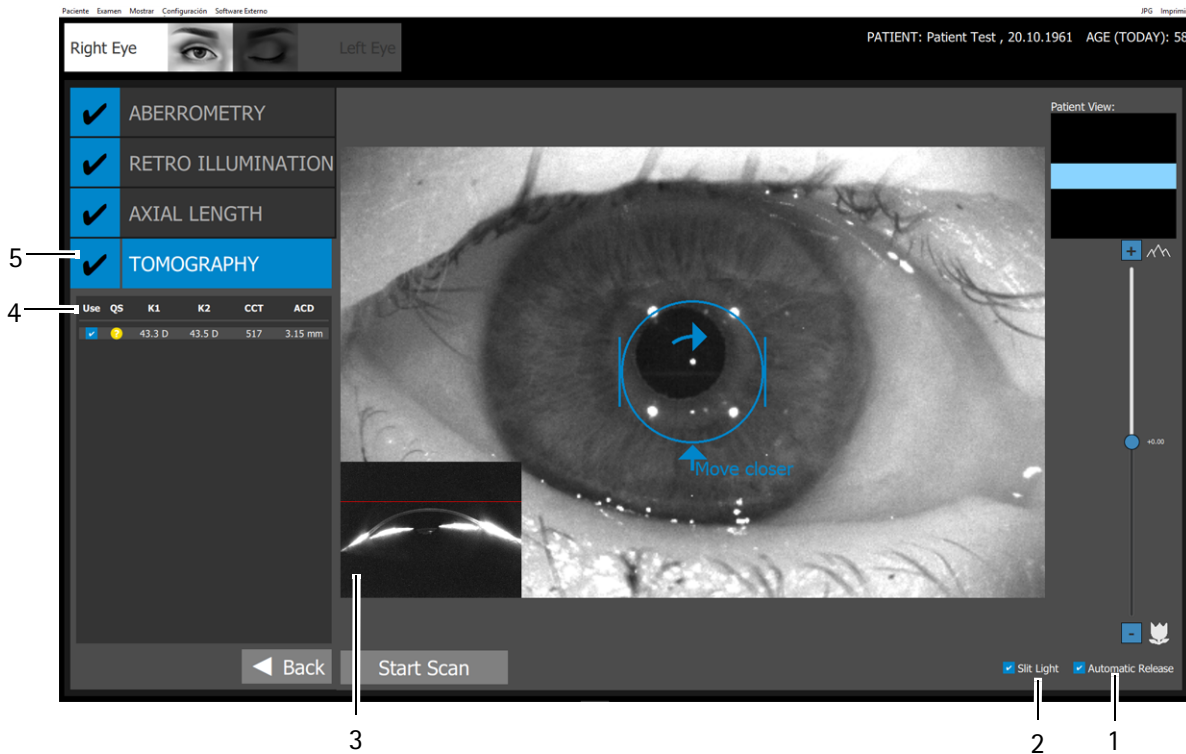 Paciente Examen Mostrar Configuración Software Externo JPG Imprimi
Right Eye Left Eye PATIENT: Patient Test , 20.10.1961 AGE (TODAY): 58
ABERROMETRY
RETRO ILLUMINATION
AXIAL LENGTH
5 TOMOGRAPHY
4 Use QS K1 K2 CCT ACD
? 43.3 D 43.5 D 517 3.15 mm
Move closer
Patient View:
+
+0.00
-
Back Start Scan
Slit Light Automatic Release
3 2 1